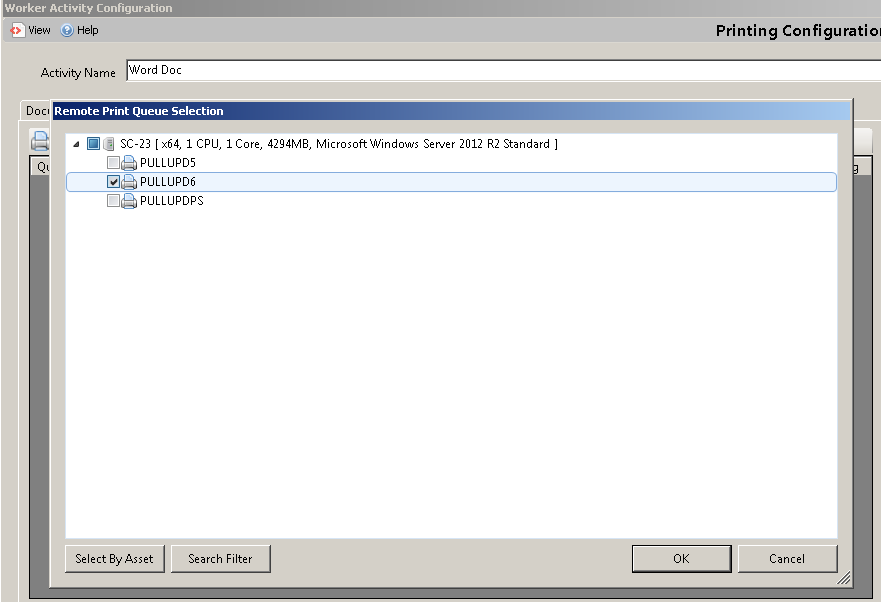 Worker Activity Configuration
View Help
Printing Configuratio
Activity Name Word Doc
Remote Print Queue Selection
SC-23 [ x64, 1 CPU, 1 Core, 4294MB, Microsoft Windows Server 2012 R2 Standard ]
PULLUPD5
PULLUPD6
PULLUPDPS
Select By Asset Search Filter OK Cancel